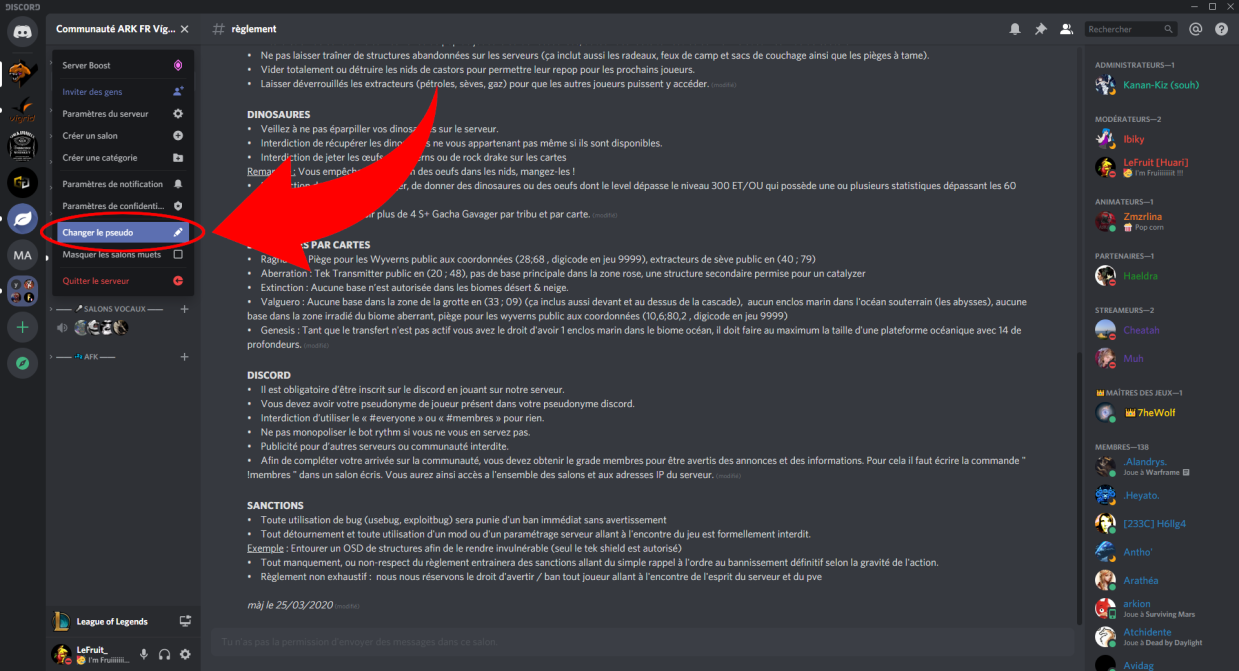 DISCORD
Communauté ARK FR Vig...
Server Boost
Inviter des gens
Paramètres du serveur
Créer un salon
Créer une catégorie
Paramètres de notification
Paramètres de confidenti...
Changer le pseudo
Masquer les salons muets
Quitter le serveur
MA
SALONS VOCAUX
AFK
League of Legends
LeFruit_
I'm Fruiiiiii...
# règlement
Rechercher
• Ne pas laisser traîner de structures abandonnées sur les serveurs (ça inclut aussi les radeaux, feux de camp et sacs de couchage ainsi que les pièges à tame).
• Vider totalement ou détruire les nids de castors pour permettre leur repop pour les prochains joueurs.
• Laisser déverrouillés les extracteurs (pétroles, sèves, gaz) pour que les autres joueurs puissent y accéder. (modifié)
DINOSAURES
• Veillez à ne pas éparpiller vos dinosaures sur le serveur.
• Interdiction de récupérer les dino s ne vous appartenant pas même si ils sont disponibles.
• Interdiction de jeter les œufs erns ou de rock drake sur les cartes
Rema : Vous empêch n des oeufs dans les nids, mangez-les !
er, de donner des dinosaures ou des oeufs dont le level dépasse le niveau 300 ET/OU qui possède une ou plusieurs statistiques dépassant les 60
ir plus de 4 S+ Gacha Gavager par tribu et par carte. (modifié)
S PAR CARTES
• Ragn Piège pour les Wyverns public aux coordonnées (28;68 , digicode en jeu 9999), extracteurs de sève public en (40 ; 79)
• Aberration : Tek Transmitter public en (20 ; 48), pas de base principale dans la zone rose, une structure secondaire permise pour un catalyzer
• Extinction : Aucune base n'est autorisée dans les biomes désert & neige.
• Valguero : Aucune base dans la zone de la grotte en (33 ; 09) (ça inclus aussi devant et au dessus de la cascade), aucun enclos marin dans l'océan souterrain (les abysses), aucune
base dans la zone irradié du biome aberrant, piège pour les wyverns public aux coordonnées (10,6;80,2 , digicode en jeu 9999)
• Genesis : Tant que le transfert n'est pas actif vous avez le droit d'avoir 1 enclos marin dans le biome océan, il doit faire au maximum la taille d'une plateforme océanique avec 14 de
profondeurs. (modifié)
DISCORD
• Il est obligatoire d'être inscrit sur le discord en jouant sur notre serveur.
• Vous devez avoir votre pseudonyme de joueur présent dans votre pseudonyme discord.
• Interdiction d'utiliser le « #everyone » ou « #membres » pour rien.
• Ne pas monopoliser le bot rythm si vous ne vous en servez pas.
• Publicité pour d'autres serveurs ou communauté interdite.
• Afin de compléter votre arrivée sur la communauté, vous devez obtenir le grade membres pour être avertis des annonces et des informations. Pour cela il faut écrire la commande "
!membres " dans un salon écris. Vous aurez ainsi accès a l'ensemble des salons et aux adresses IP du serveur. (modifié)
SANCTIONS
• Toute utilisation de bug (usebug, exploitbug) sera punie d'un ban immédiat sans avertissement
• Tout détournement et toute utilisation d'un mod ou d'un paramétrage serveur allant à l'encontre du jeu est formellement interdit.
Exemple : Entourer un OSD de structures afin de le rendre invulnérable (seul le tek shield est autorisé)
• Tout manquement, ou non-respect du règlement entrainera des sanctions allant du simple rappel à l'ordre au bannissement définitif selon la gravité de l'action.
• Règlement non exhaustif : nous nous réservons le droit d'avertir / ban tout joueur allant à l'encontre de l'esprit du serveur et du pve
màj le 25/03/2020 (modifié)
Tu n'as pas la permission d'envoyer des messages dans ce salon.
ADMINISTRATEURS—1
Kanan-Kiz (souh)
MODÉRATEURS—2
Ibiky
LeFruit [Huari]
I'm Fruiiiiiiit !!!
ANIMATEURS—1
Zmzrlina
Pop corn
PARTENAIRES—1
Haeldra
STREAMEURS—2
Cheatah
Muh
MAÎTRES DES JEUX—1
7heWolf
MEMBRES—138
.Alandrys.
Joue à Warframe
.Heyato.
[233C] H6llg4
Antho'
Arathéa
arkion
Joue à Surviving Mars
Atchidente
Joue à Dead by Daylight
Avidag